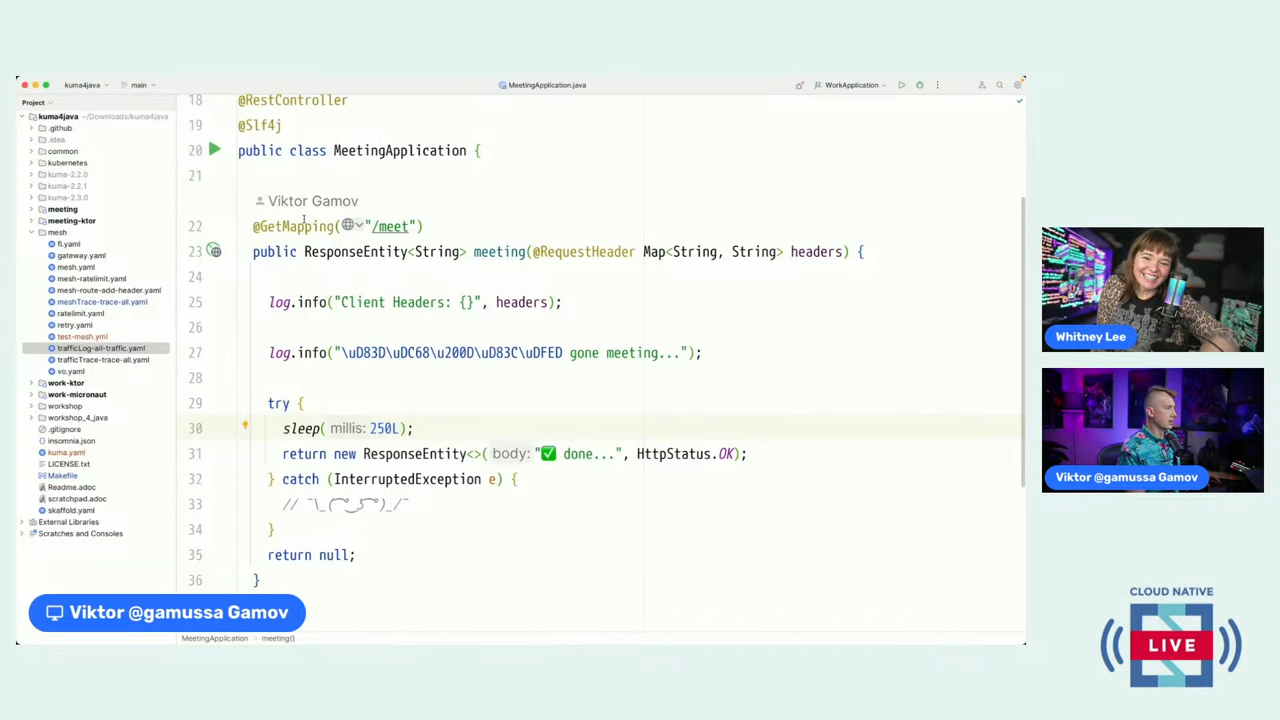 kuma4java
main
MeetingApplication.java
WorkApplication
Project
kuma4java ~/Downloads/kuma4java
.github
.idea
common
kubernetes
kuma-2.2.0
kuma-2.2.1
kuma-2.3.0
meeting
meeting-ktor
mesh
fi.yaml
gateway.yaml
mesh.yaml
mesh-ratelimit.yaml
mesh-route-add-header.yaml
meshTrace-trace-all.yaml
ratelimit.yaml
retry.yaml
test-mesh.yml
trafficLog-all-traffic.yaml
trafficTrace-trace-all.yaml
vo.yaml
work-ktor
work-micronaut
workshop
workshop_4_java
.gitignore
insomnia.json
kuma.yaml
LICENSE.txt
Makefile
Readme.adoc
scratchpad.adoc
skaffold.yaml
External Libraries
Scratches and Consoles
18 @RestController
19 @Slf4j
20 public class MeetingApplication {
21
Viktor Gamov
22 @GetMapping("/meet")
23 public ResponseEntity<String> meeting(@RequestHeader Map<String, String> headers) {
24
25 log.info("Client Headers: {}", headers);
26
27 log.info("\uD83D\uDC68\u200D\uD83C\uDFED gone meeting...");
28
29 try {
30 sleep( millis: 250L);
31 return new ResponseEntity<>( body: "✅ done...", HttpStatus.OK);
32 } catch (InterruptedException e) {
33 // ¯\_( ͡° ͜ʖ ͡°)_/¯
34 }
35 return null;
36 }
MeetingApplication meeting()
Viktor @gamussa Gamov
Whitney Lee
Viktor @gamussa Gamov
CLOUD NATIVE
LIVE